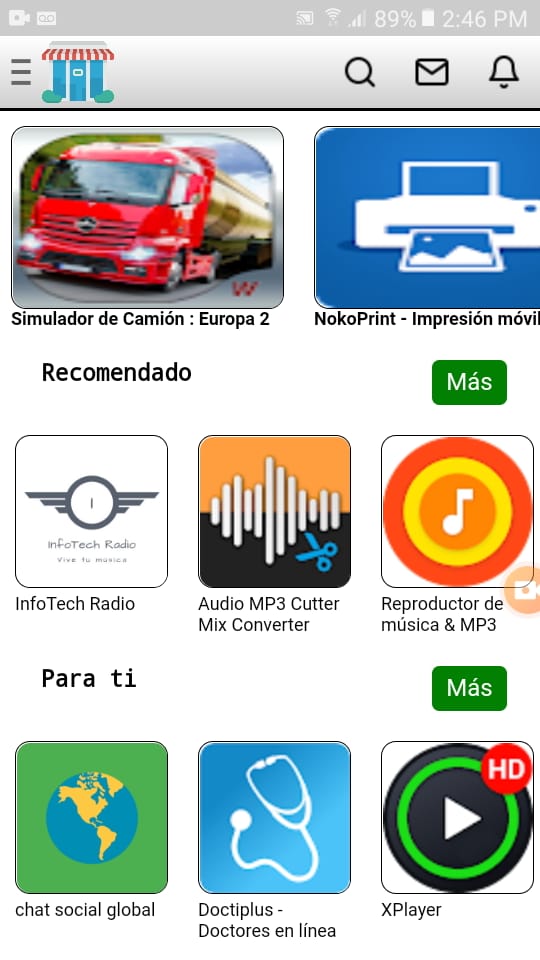 89% 2:46 PM
W
Simulador de Camión : Europa 2
NokoPrint - Impresión móvil
Recomendado
Más
I
InfoTech Radio
Vive tu música
InfoTech Radio
Audio MP3 Cutter
Mix Converter
Reproductor de
música & MP3
Para ti
Más
HD
chat social global
Doctiplus -
Doctores en línea
XPlayer